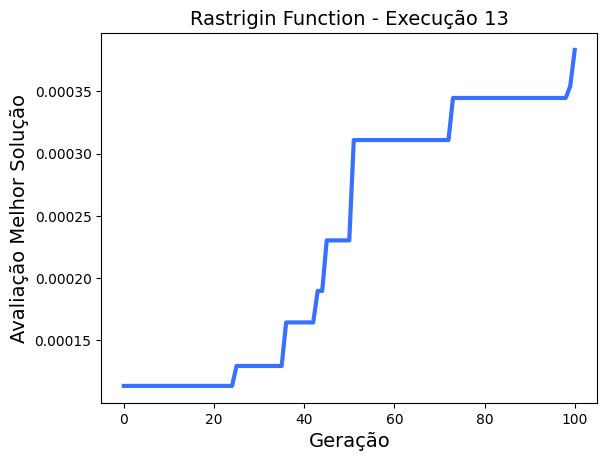 Rastrigin Function - Execução 13
Avaliação Melhor Solução
0.00035
0.00030
0.00025
0.00020
0.00015
0 20 40 60 80 100
Geração